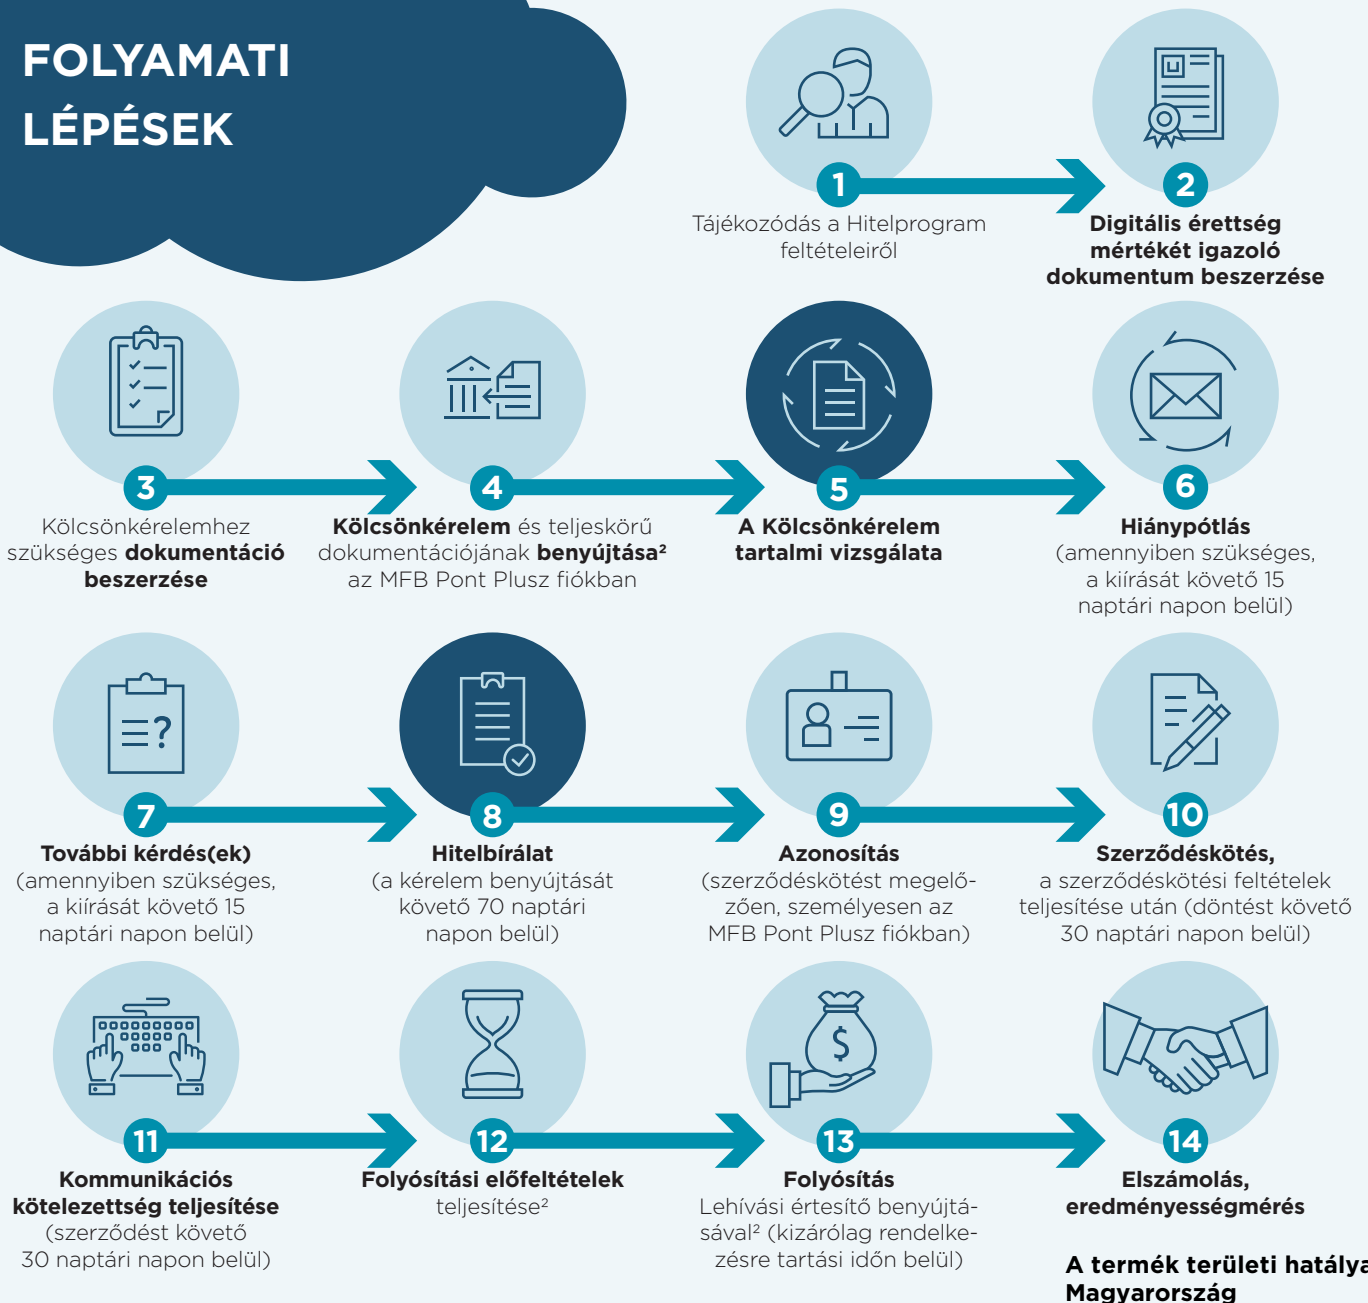 FOLYAMATI
LÉPÉSEK
1
Tájékozódás a Hitelprogram
feltételeiről
2
Digitális érettség
mértékét igazoló
dokumentum beszerzése
3
Kölcsönkérelemhez
szükséges dokumentáció
beszerzése
4
Kölcsönkérelem és teljeskörű
dokumentációjának benyújtása²
az MFB Pont Plusz fiókban
5
A Kölcsönkérelem
tartalmi vizsgálata
6
Hiánypótlás
(amennyiben szükséges,
a kiírását követő 15
naptári napon belül)
7
További kérdés(ek)
(amennyiben szükséges,
a kiírását követő 15
naptári napon belül)
8
Hitelbírálat
(a kérelem benyújtását
követő 70 naptári
napon belül)
9
Azonosítás
(szerződéskötést megelő-
zően, személyesen az
MFB Pont Plusz fiókban)
10
Szerződéskötés,
a szerződéskötési feltételek
teljesítése után (döntést követő
30 naptári napon belül)
11
Kommunikációs
kötelezettség teljesítése
(szerződést követő
30 naptári napon belül)
12
Folyósítási előfeltételek
teljesítése²
13
Folyósítás
Lehívási értesítő benyújtá-
sával² (kizárólag rendelke-
zésre tartási időn belül)
14
Elszámolás,
eredményességmérés
A termék területi hatálya
Magyarország